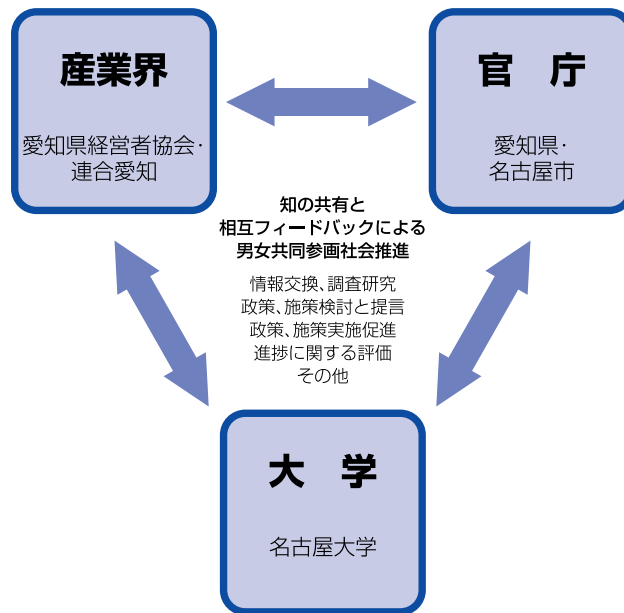 産業界
愛知県経営者協会・
連合愛知
官 庁
愛知県・
名古屋市
知の共有と
相互フィードバックによる
男女共同参画社会推進
情報交換、調査研究
政策、施策検討と提言
政策、施策実施促進
進捗に関する評価
その他
大 学
名古屋大学